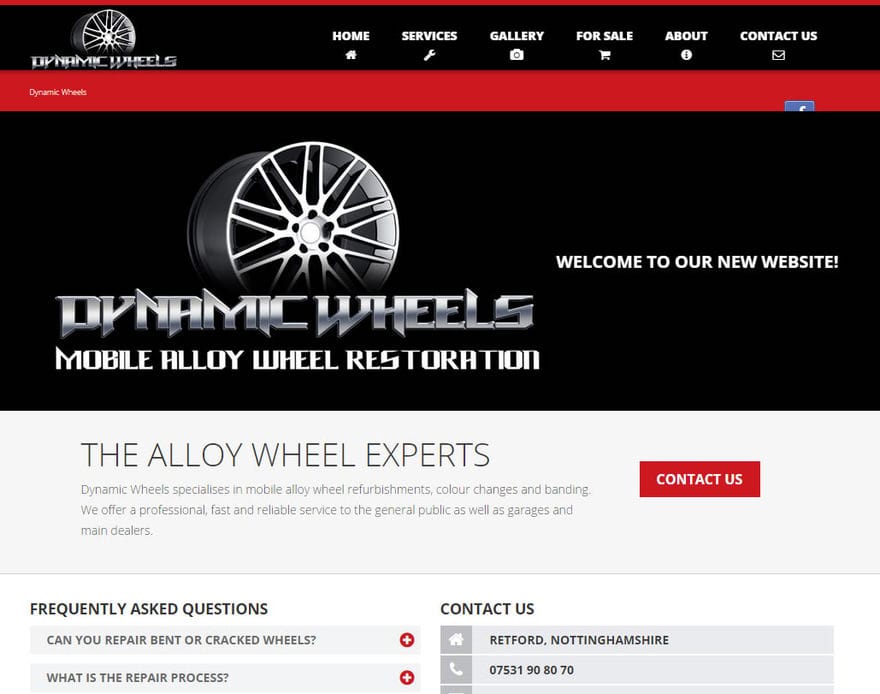 DYNAMIC WHEELS
HOME SERVICES GALLERY FOR SALE ABOUT CONTACT US
Dynamic Wheels
DYNAMIC WHEELS
MOBILE ALLOY WHEEL RESTORATION
WELCOME TO OUR NEW WEBSITE!
THE ALLOY WHEEL EXPERTS
Dynamic Wheels specialises in mobile alloy wheel refurbishments, colour changes and banding.
We offer a professional, fast and reliable service to the general public as well as garages and
main dealers.
CONTACT US
FREQUENTLY ASKED QUESTIONS
CAN YOU REPAIR BENT OR CRACKED WHEELS?
WHAT IS THE REPAIR PROCESS?
CONTACT US
RETFORD, NOTTINGHAMSHIRE
07531 90 80 70